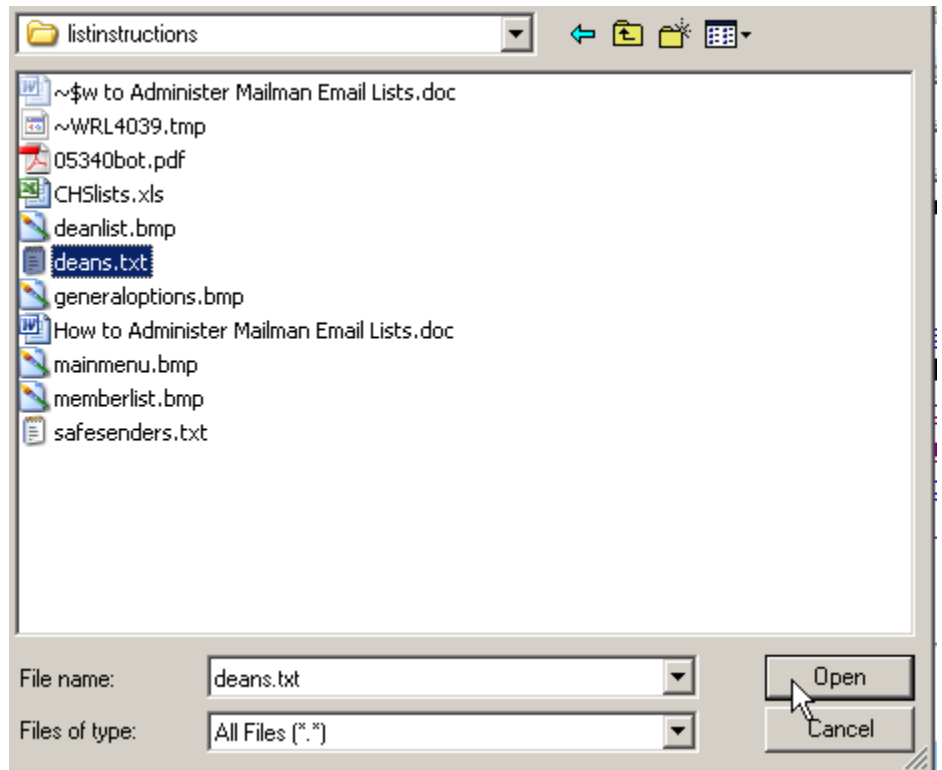 listinstructions
~$w to Administer Mailman Email Lists.doc
~WRL4039.tmp
05340bot.pdf
CHSlists.xls
deanlist.bmp
deans.txt
generaloptions.bmp
How to Administer Mailman Email Lists.doc
mainmenu.bmp
memberlist.bmp
safesenders.txt
File name: deans.txt Open
Files of type: All Files (*.*) Cancel